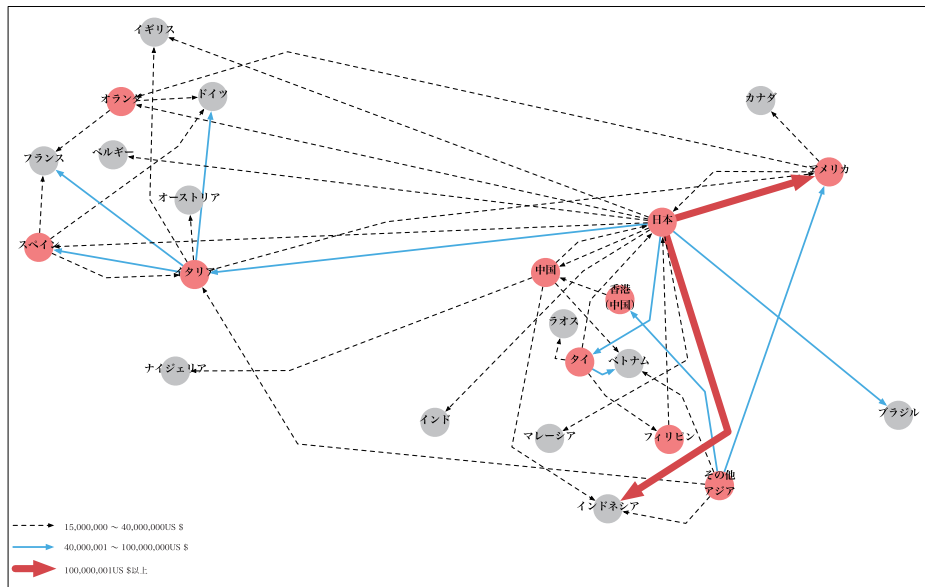 イギリス
オランダ
ドイツ
カナダ
フランス
ベルギー
アメリカ
オーストリア
日本
スペイン
イタリア
中国
香港
(中国)
ラオス
タイ
ベトナム
ナイジェリア
インド
マレーシア
フィリピン
ブラジル
その他
アジア
インドネシア
15,000,000 ～ 40,000,000US $
40,000,001 ～ 100,000,000US $
100,000,001US $以上